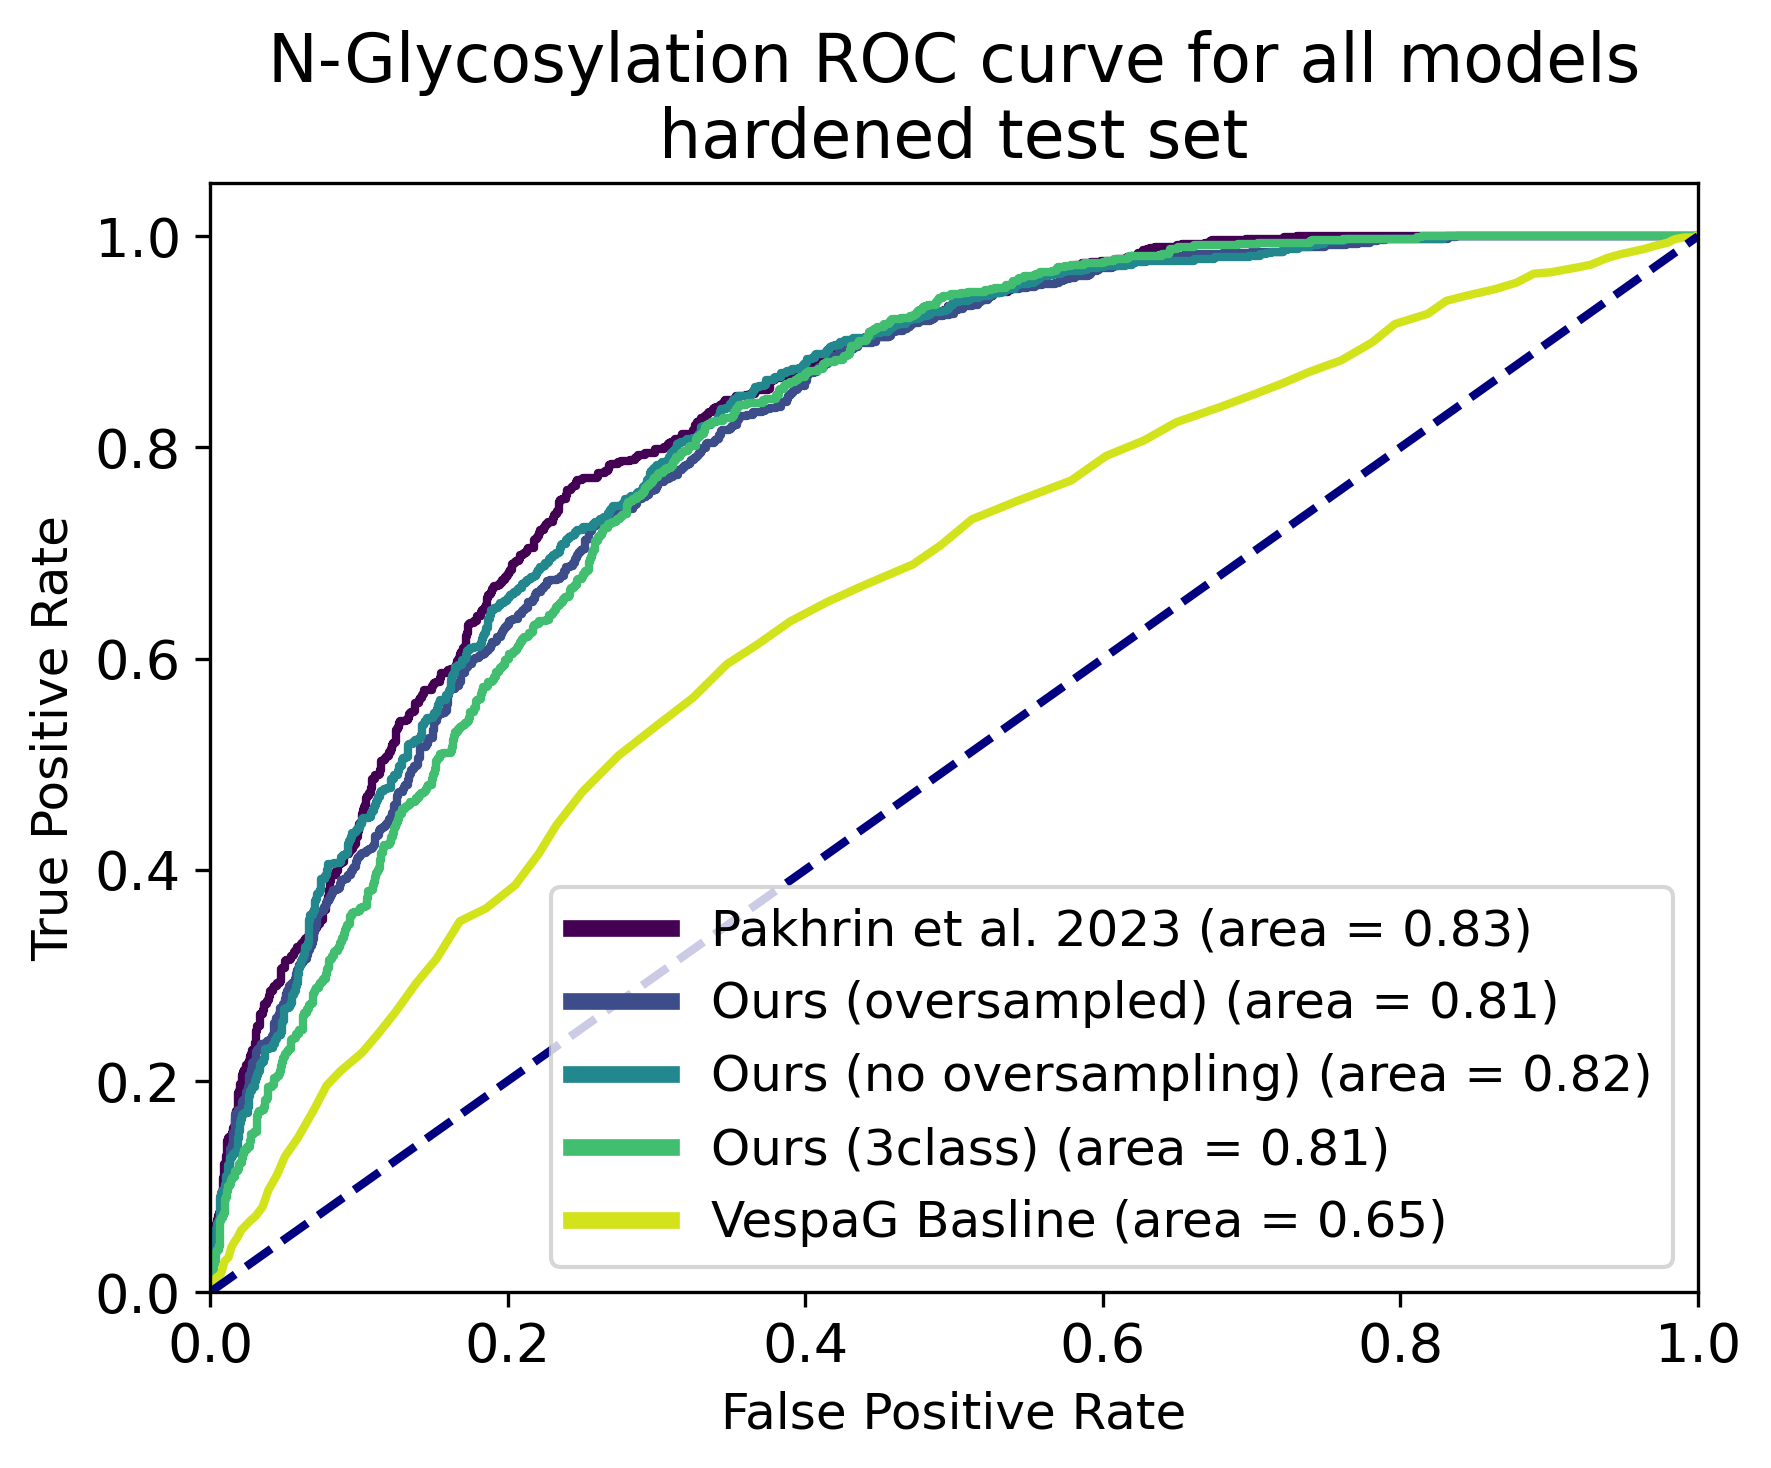 N-Glycosylation ROC curve for all models
hardened test set
True Positive Rate
1.0
0.8
0.6
0.4
0.2
0.0
Pakhrin et al. 2023 (area = 0.83)
Ours (oversampled) (area = 0.81)
Ours (no oversampling) (area = 0.82)
Ours (3class) (area = 0.81)
VespaG Basline (area = 0.65)
0.0 0.2 0.4 0.6 0.8 1.0
False Positive Rate